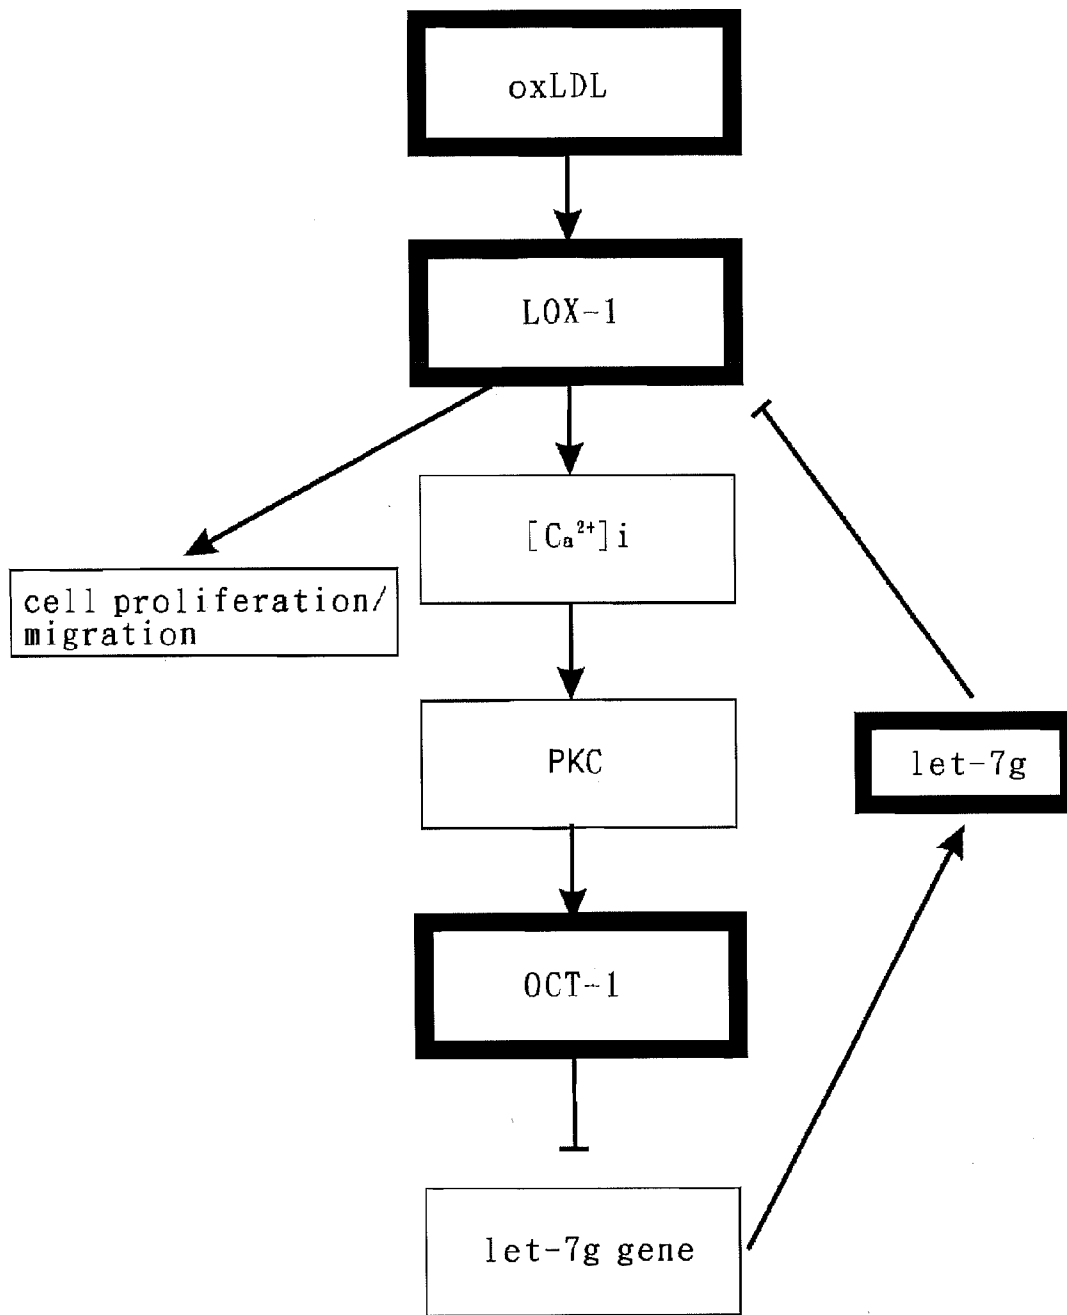 oxLDL
LOX-1
[Ca²⁺]i
cell proliferation/
migration
PKC
let-7g
OCT-1
let-7g gene